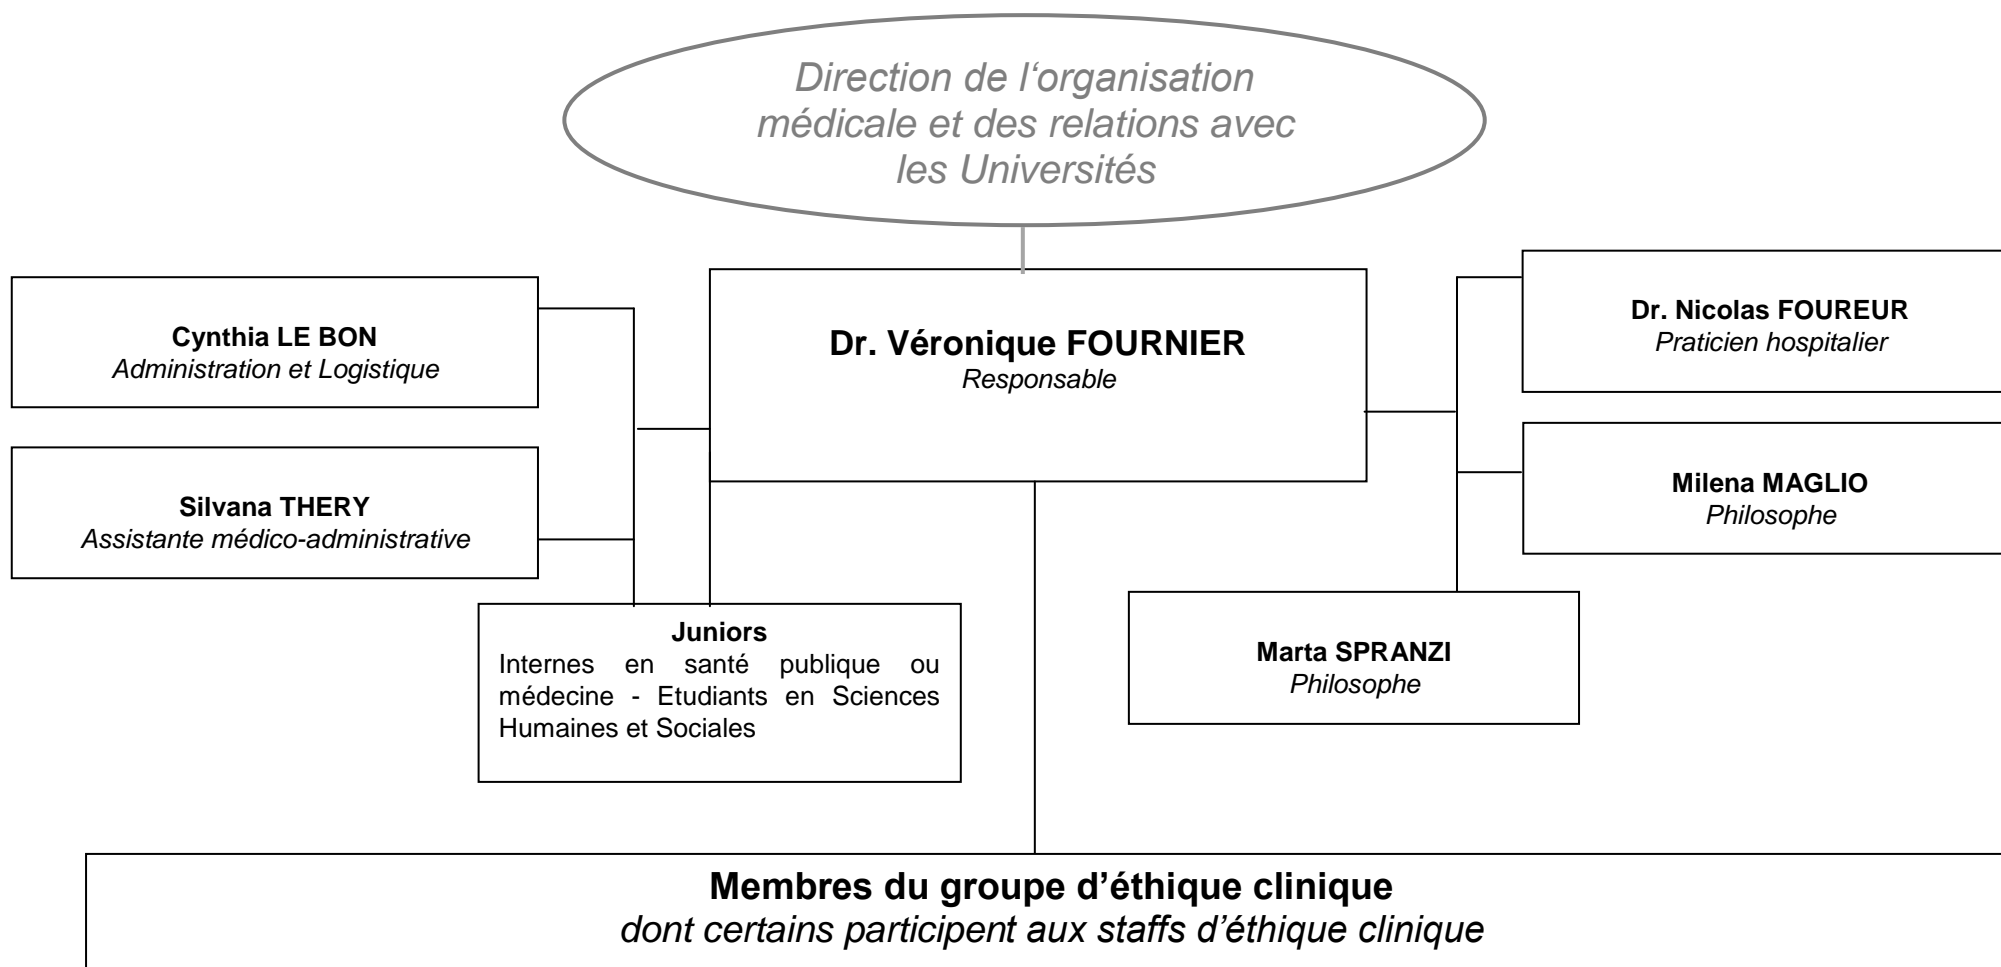 Direction de l‘organisation
médicale et des relations avec
les Universités
Cynthia LE BON
Administration et Logistique
Dr. Véronique FOURNIER
Responsable
Dr. Nicolas FOUREUR
Praticien hospitalier
Silvana THERY
Assistante médico-administrative
Milena MAGLIO
Philosophe
Juniors
Internes en santé publique ou
médecine - Etudiants en Sciences
Humaines et Sociales
Marta SPRANZI
Philosophe
Membres du groupe d’éthique clinique
dont certains participent aux staffs d’éthique clinique